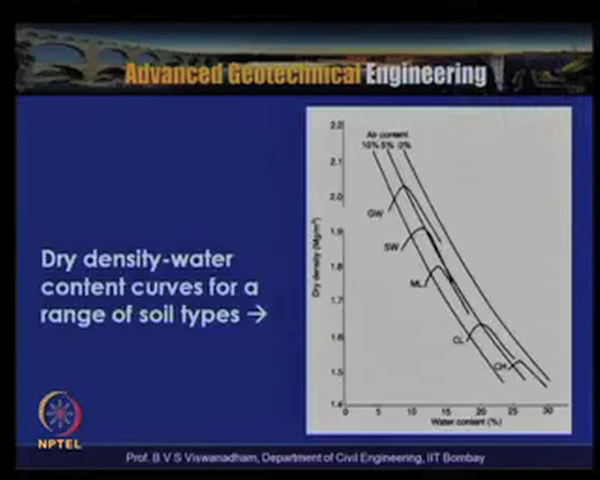 Advanced Geotechnical Engineering
Dry density-water
content curves for a
range of soil types →
Air content
10% 5% 0%
Dry density (Mg/m³)
2.2
2.1
2.0
1.9
1.8
1.7
1.6
1.5
1.4
GW
SW
ML
CL
CH
0 5 10 15 20 25 30
Water content (%)
NPTEL
Prof. B V S Viswanadham, Department of Civil Engineering, IIT Bombay